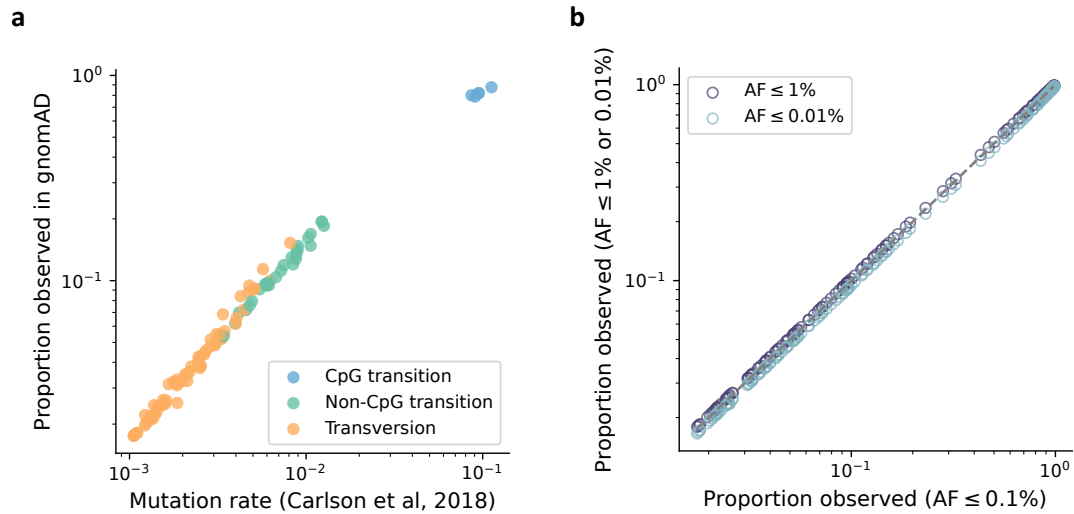 a
Proportion observed in gnomAD
10⁰
10⁻¹
10⁻³
10⁻²
10⁻¹
CpG transition
Non-CpG transition
Transversion
Mutation rate (Carlson et al, 2018)
b
Proportion observed (AF ≤ 1% or 0.01%)
10⁰
10⁻¹
10⁻¹
10⁰
AF ≤ 1%
AF ≤ 0.01%
Proportion observed (AF ≤ 0.1%)